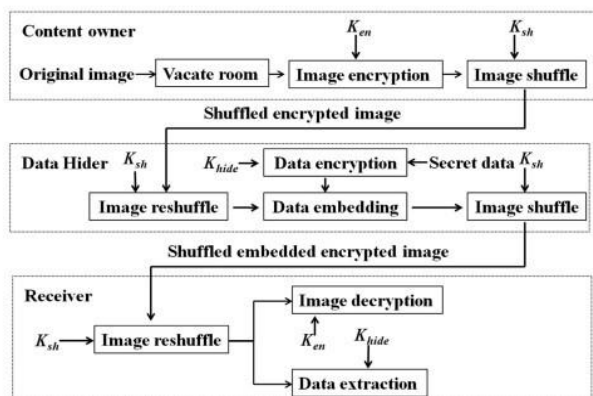 Content owner
K_en
K_sh
Original image
Vacate room
Image encryption
Image shuffle
Shuffled encrypted image
Data Hider
K_sh
K_hide
Data encryption
Secret data
K_sh
Image reshuffle
Data embedding
Image shuffle
Shuffled embedded encrypted image
Receiver
Image decryption
K_sh
Image reshuffle
K_en
K_hide
Data extraction